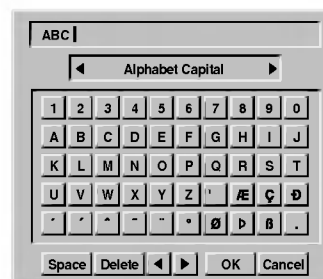 ABC
◀ Alphabet Capital ▶
1 2 3 4 5 6 7 8 9 0
A B C D E F G H I J
K L M N O P Q R S T
U V W X Y Z ' Æ Ç Ð
´ ` ^ ~ ¨ ° Ø Þ ß .
Space Delete ◀ ▶ OK Cancel